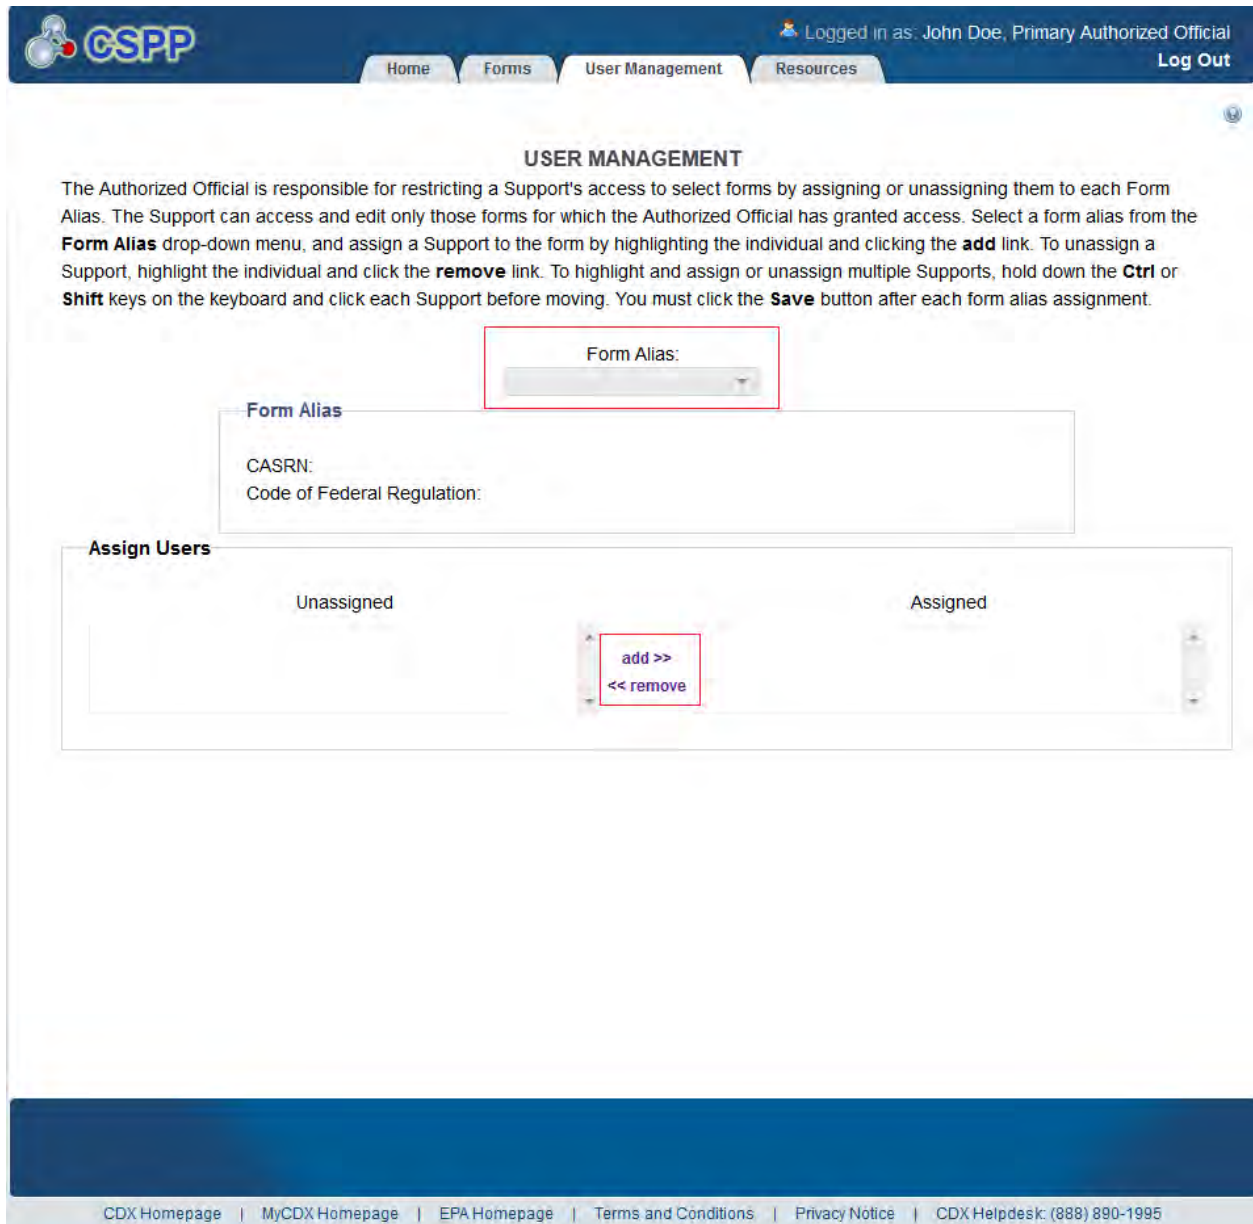 CSPP
Logged in as: John Doe, Primary Authorized Official
Log Out
Home Forms User Management Resources
USER MANAGEMENT
The Authorized Official is responsible for restricting a Support's access to select forms by assigning or unassigning them to each Form
Alias. The Support can access and edit only those forms for which the Authorized Official has granted access. Select a form alias from the
Form Alias drop-down menu, and assign a Support to the form by highlighting the individual and clicking the add link. To unassign a
Support, highlight the individual and click the remove link. To highlight and assign or unassign multiple Supports, hold down the Ctrl or
Shift keys on the keyboard and click each Support before moving. You must click the Save button after each form alias assignment.
Form Alias:
Form Alias
CASRN:
Code of Federal Regulation:
Assign Users
Unassigned Assigned
add >>
<< remove
CDX Homepage | MyCDX Homepage | EPA Homepage | Terms and Conditions | Privacy Notice | CDX Helpdesk: (888) 890-1995